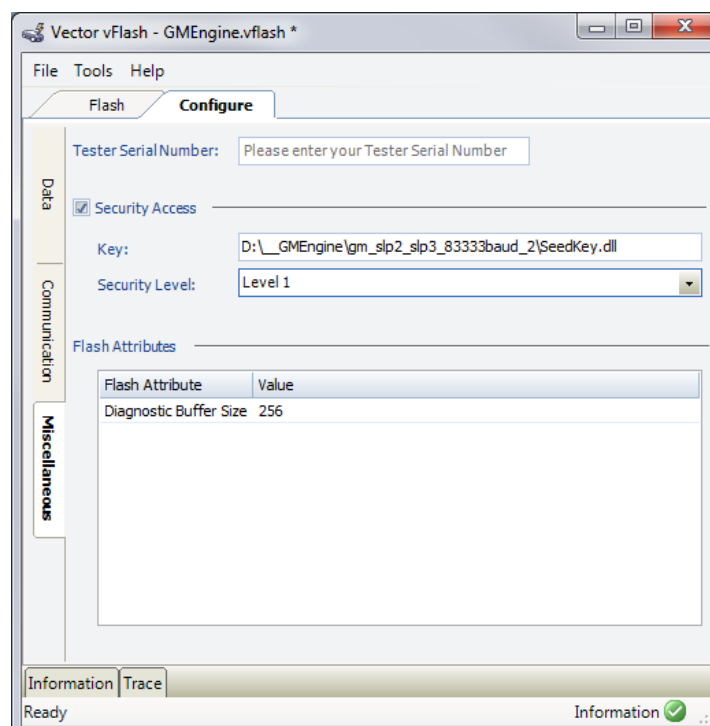 Vector vFlash - GMEngine.vflash *
File Tools Help
Flash Configure
Data
Communication
Miscellaneous
Tester Serial Number: Please enter your Tester Serial Number
Security Access
Key: D:\__GMEngine\gm_slp2_slp3_83333baud_2\SeedKey.dll
Security Level: Level 1
Flash Attributes
Flash Attribute Value
Diagnostic Buffer Size 256
Information Trace
Ready Information